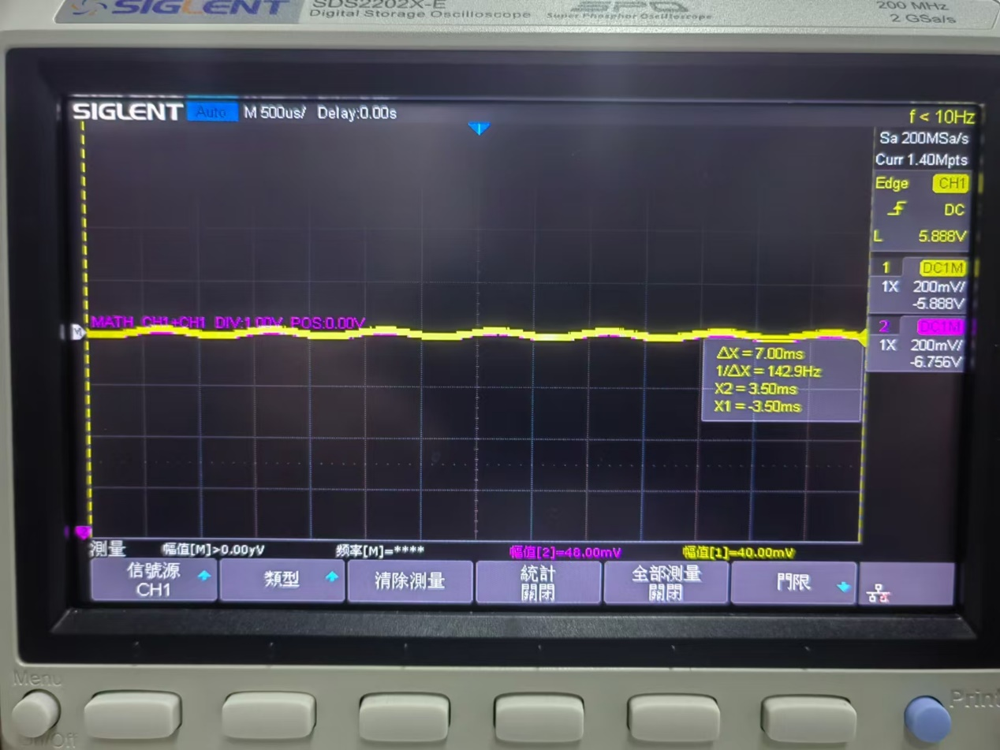 SIGLENT
SDS2202X-E
Digital Storage Oscilloscope
SPO
Super Phosphor Oscilloscope
200 MHz
2 GSa/s
SIGLENT Auto M 500us/ Delay:0.00s
f < 10Hz
Sa 200MSa/s
Curr 1.40Mpts
Edge CH1
DC
L 5.888V
1 DC1M
1X 200mV/
-5.888V
2 DC1M
1X 200mV/
-6.756V
M
MATH CH1+CH1 DIV:1.00V POS:0.00V
ΔX = 7.00ms
1/ΔX = 142.9Hz
X2 = 3.50ms
X1 = -3.50ms
測量 幅值[M]>0.00yV 频率[M]=**** 幅值[2]=48.00mV 幅值[1]=40.00mV
信號源
CH1
類型
清除測量
統計
關閉
全部測量
關閉
門限
Menu
On/Off
Print